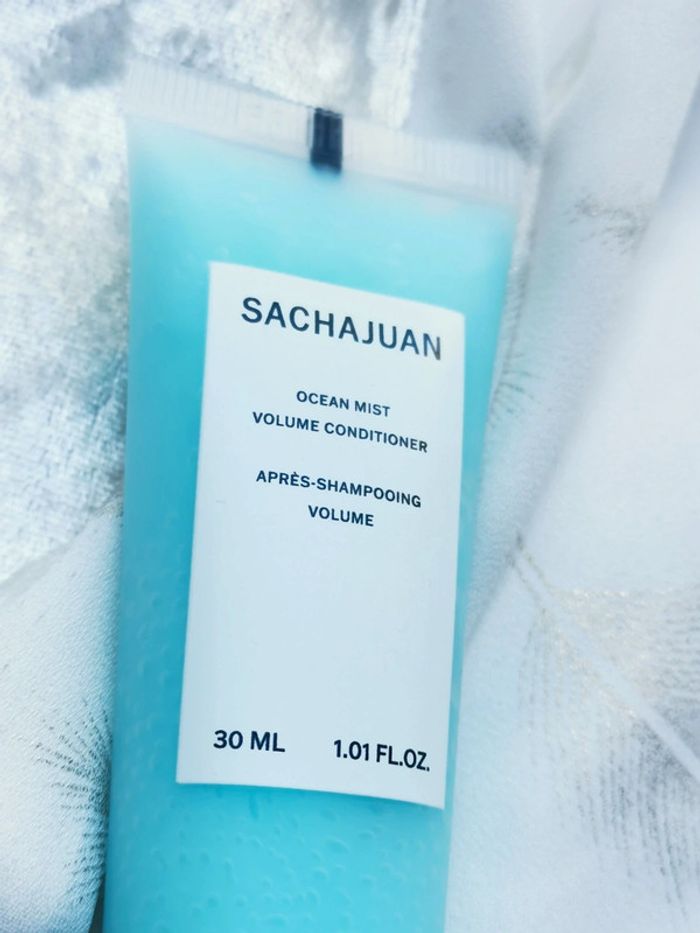 SACHAJUAN
OCEAN MIST
VOLUME CONDITIONER
APRÈS-SHAMPOOING
VOLUME
30 ML 1.01 FL.OZ.